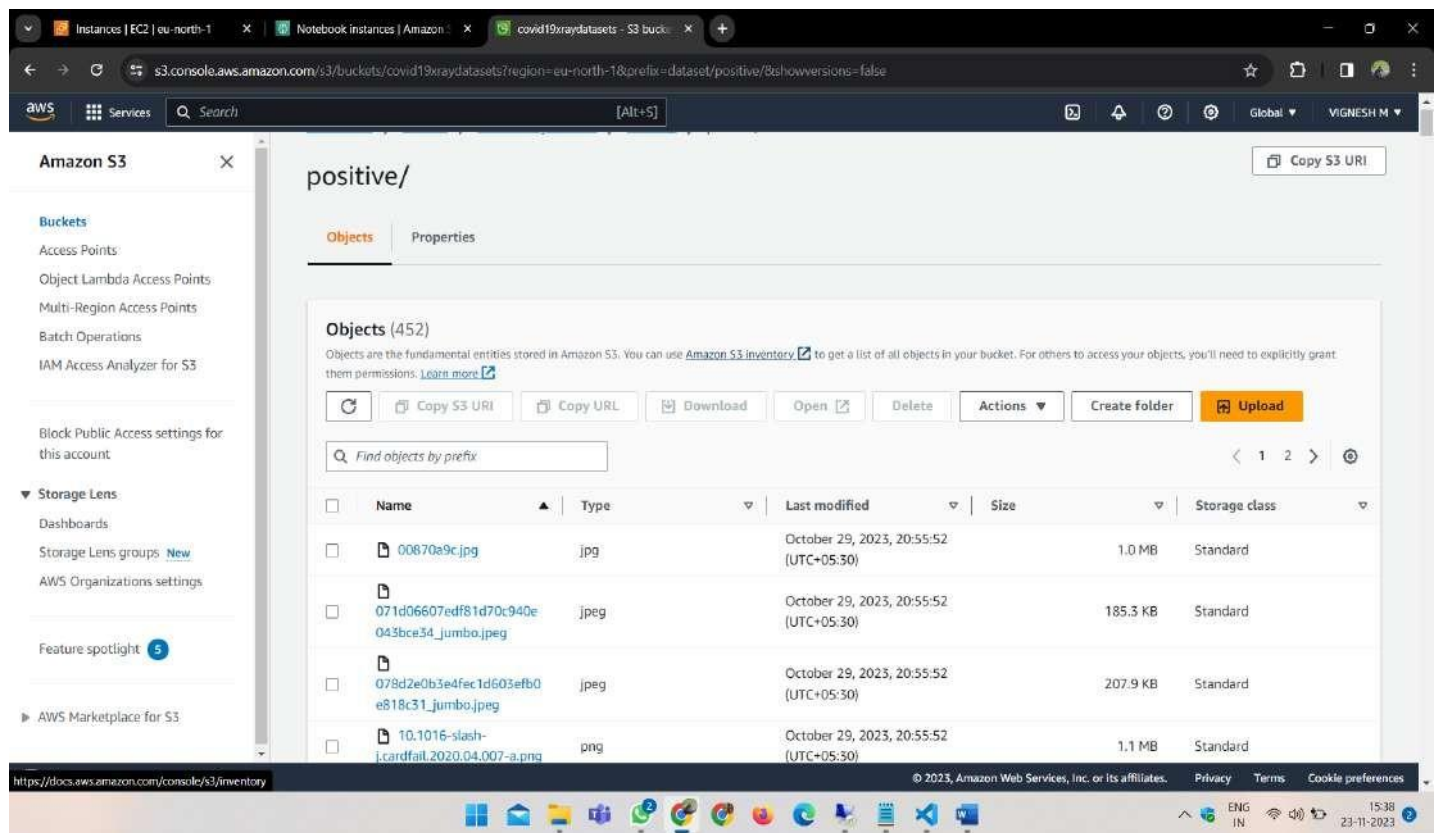 Instances | EC2 | eu-north-1
Notebook instances | Amazon S
covid19xraydatasets - S3 buck
s3.console.aws.amazon.com/s3/buckets/covid19xraydatasets?region=eu-north-1&prefix=dataset/positive/&showversions=false
aws Services Search [Alt+S] Global VIGNESH M
Amazon S3
Buckets
Access Points
Object Lambda Access Points
Multi-Region Access Points
Batch Operations
IAM Access Analyzer for S3
Block Public Access settings for
this account
Storage Lens
Dashboards
Storage Lens groups New
AWS Organizations settings
Feature spotlight 5
AWS Marketplace for S3
Copy S3 URI
positive/
Objects Properties
Objects (452)
Objects are the fundamental entities stored in Amazon S3. You can use Amazon S3 inventory to get a list of all objects in your bucket. For others to access your objects, you'll need to explicitly grant
them permissions. Learn more
Copy S3 URI Copy URL Download Open Delete Actions Create folder Upload
Find objects by prefix
1 2
Name Type Last modified Size Storage class
00870a9c.jpg jpg October 29, 2023, 20:55:52 (UTC+05:30) 1.0 MB Standard
071d06607edf81d70c940e
043bce34_jumbo.jpeg
jpeg October 29, 2023, 20:55:52 (UTC+05:30) 185.3 KB Standard
078d2e0b3e4fec1d603efb0
e818c31_jumbo.jpeg
jpeg October 29, 2023, 20:55:52 (UTC+05:30) 207.9 KB Standard
10.1016-slash-
j.cardfail.2020.04.007-a.png
png October 29, 2023, 20:55:52 (UTC+05:30) 1.1 MB Standard
https://docs.aws.amazon.com/console/s3/inventory
© 2023, Amazon Web Services, Inc. or its affiliates. Privacy Terms Cookie preferences
2
ENG
IN
15:38
23-11-2023
2